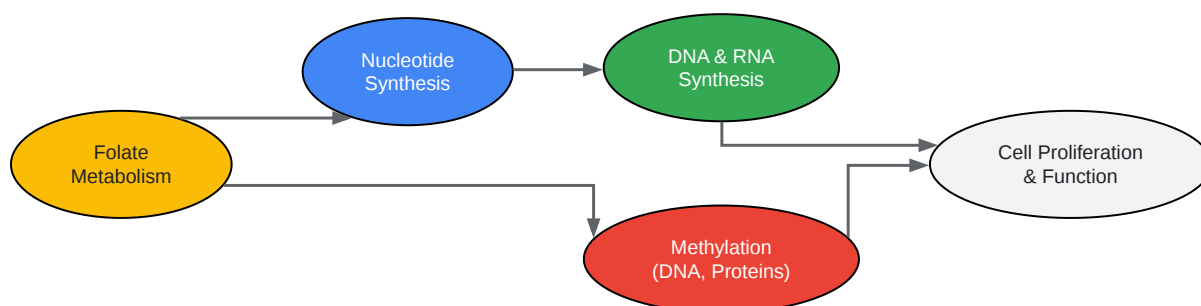 Nucleotide
Synthesis
DNA & RNA
Synthesis
Folate
Metabolism
Cell Proliferation
& Function
Methylation
(DNA, Proteins)